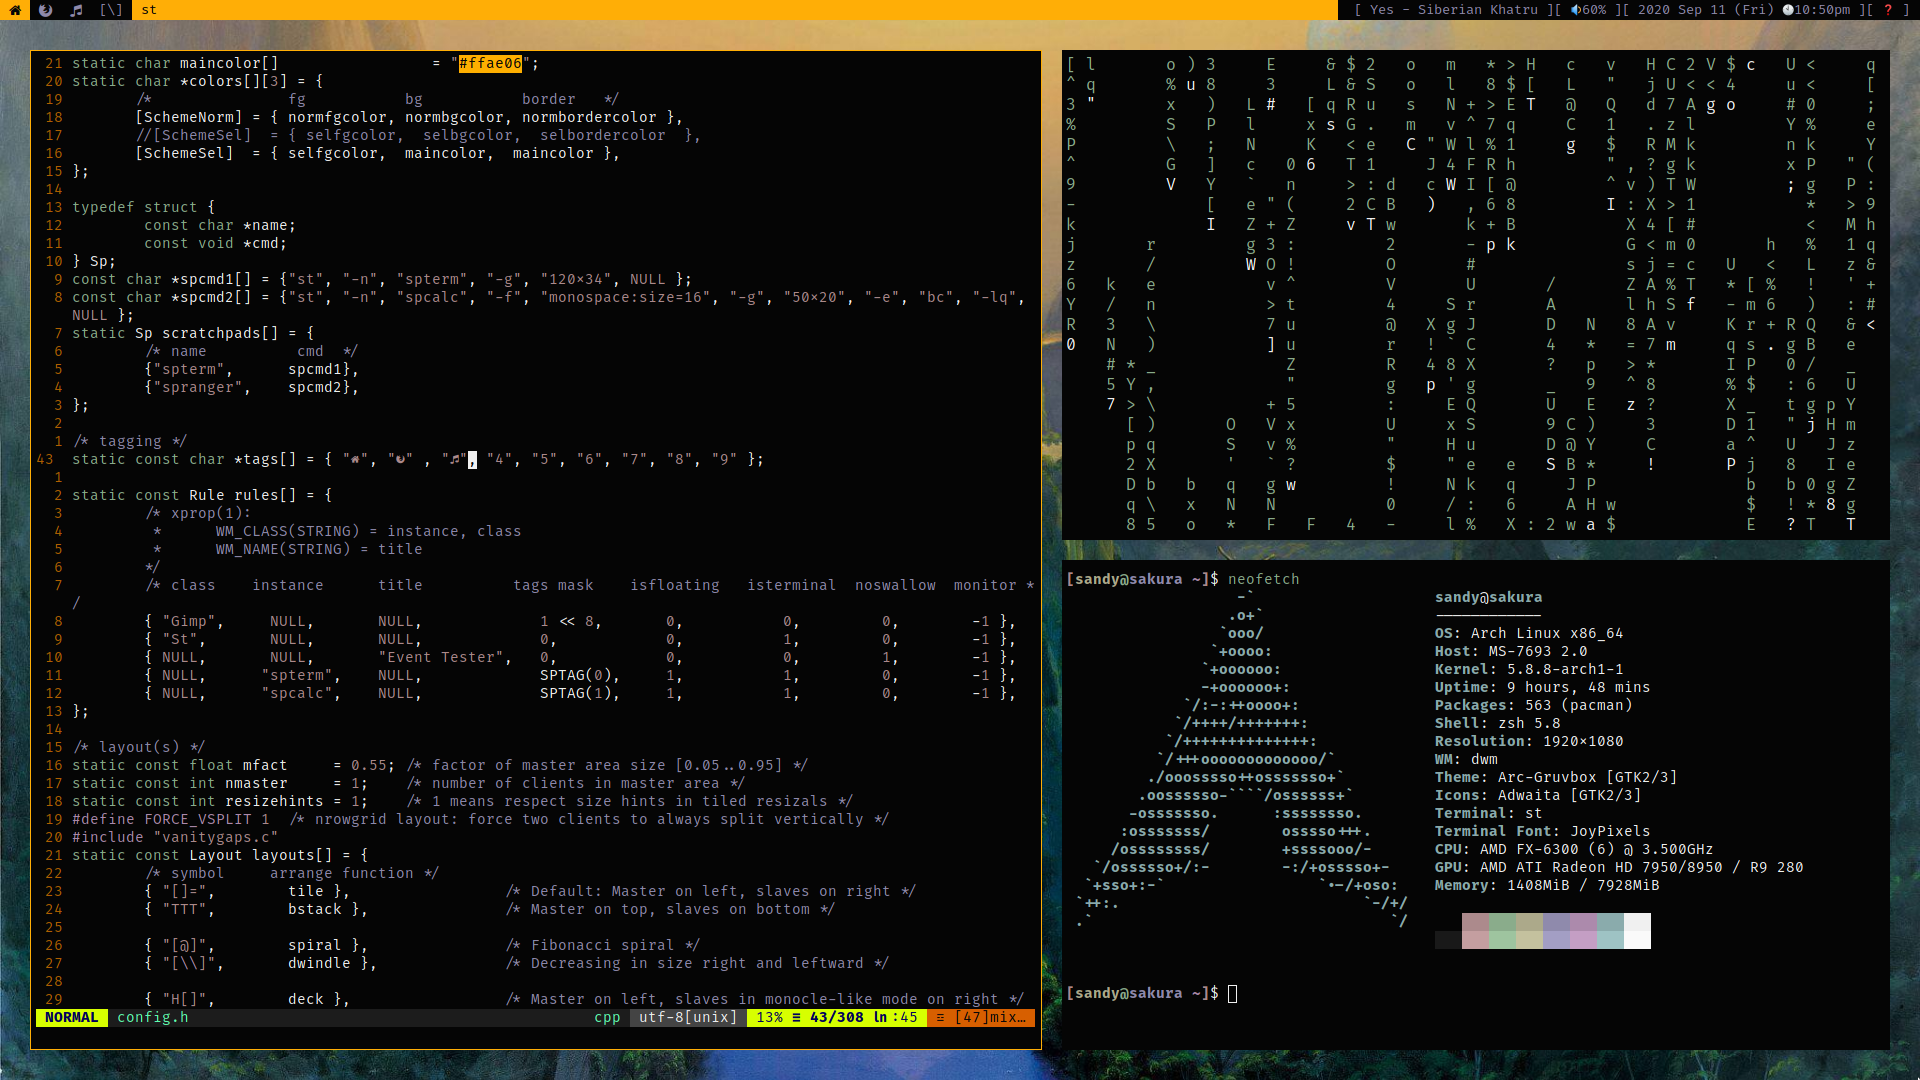 [\] st [ Yes – Siberian Khatru ][ 60% ][ 2020 Sep 11 (Fri) 10:50pm ][ ? ]
21 static char maincolor[] = "#ffae06";
20 static char *colors[][3] = {
19 /* fg bg border */
18 [SchemeNorm] = { normfgcolor, normbgcolor, normbordercolor },
17 //[SchemeSel] = { selfgcolor, selbgcolor, selbordercolor },
16 [SchemeSel] = { selfgcolor, maincolor, maincolor },
15 };
14
13 typedef struct {
12 const char *name;
11 const void *cmd;
10 } Sp;
9 const char *spcmd1[] = {"st", "-n", "spterm", "-g", "120×34", NULL };
8 const char *spcmd2[] = {"st", "-n", "spcalc", "-f", "monospace:size=16", "-g", "50×20", "-e", "bc", "-lq",
NULL };
7 static Sp scratchpads[] = {
6 /* name cmd */
5 {"spterm", spcmd1},
4 {"spranger", spcmd2},
3 };
2
1 /* tagging */
43 static const char *tags[] = { "", "" , "♫", "4", "5", "6", "7", "8", "9" };
1
2 static const Rule rules[] = {
3 /* xprop(1):
4 * WM_CLASS(STRING) = instance, class
5 * WM_NAME(STRING) = title
6 */
7 /* class instance title tags mask isfloating isterminal noswallow monitor *
/
8 { "Gimp", NULL, NULL, 1 << 8, 0, 0, 0, -1 },
9 { "St", NULL, NULL, 0, 0, 1, 0, -1 },
10 { NULL, NULL, "Event Tester", 0, 0, 0, 1, -1 },
11 { NULL, "spterm", NULL, SPTAG(0), 1, 1, 0, -1 },
12 { NULL, "spcalc", NULL, SPTAG(1), 1, 1, 0, -1 },
13 };
14
15 /* layout(s) */
16 static const float mfact = 0.55; /* factor of master area size [0.05..0.95] */
17 static const int nmaster = 1; /* number of clients in master area */
18 static const int resizehints = 1; /* 1 means respect size hints in tiled resizals */
19 #define FORCE_VSPLIT 1 /* nrowgrid layout: force two clients to always split vertically */
20 #include "vanitygaps.c"
21 static const Layout layouts[] = {
22 /* symbol arrange function */
23 { "[]=", tile }, /* Default: Master on left, slaves on right */
24 { "TTT", bstack }, /* Master on top, slaves on bottom */
25
26 { "[@]", spiral }, /* Fibonacci spiral */
27 { "[\\]", dwindle }, /* Decreasing in size right and leftward */
28
29 { "H[]", deck }, /* Master on left, slaves in monocle-like mode on right */
NORMAL config.h cpp utf-8[unix] 13% ≡ 43/308 ln :45 ≡ [47]mix…
[sandy@sakura ~]$ neofetch
sandy@sakura
OS: Arch Linux x86_64
Host: MS-7693 2.0
Kernel: 5.8.8-arch1-1
Uptime: 9 hours, 48 mins
Packages: 563 (pacman)
Shell: zsh 5.8
Resolution: 1920×1080
WM: dwm
Theme: Arc-Gruvbox [GTK2/3]
Icons: Adwaita [GTK2/3]
Terminal: st
Terminal Font: JoyPixels
CPU: AMD FX-6300 (6) @ 3.500GHz
GPU: AMD ATI Radeon HD 7950/8950 / R9 280
Memory: 1408MiB / 7928MiB
[sandy@sakura ~]$